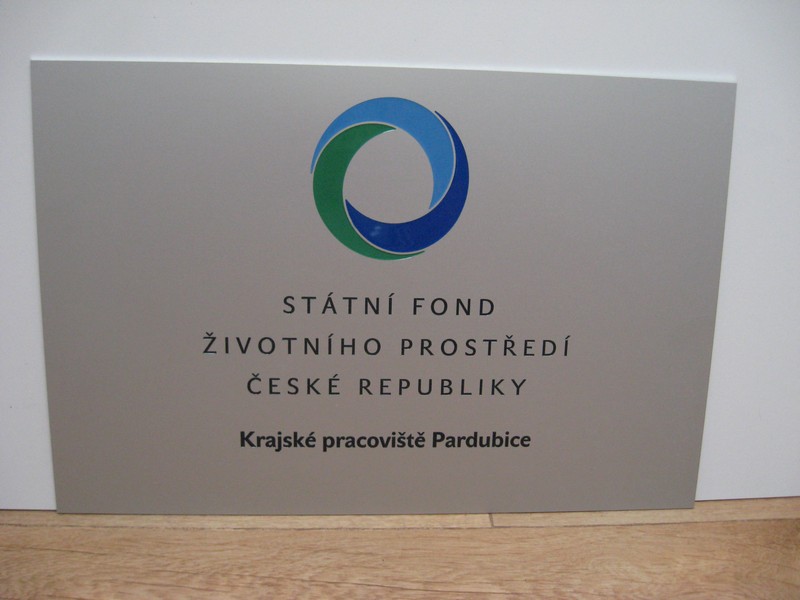 STÁTNÍ FOND
ŽIVOTNÍHO PROSTŘEDÍ
ČESKÉ REPUBLIKY
Krajské pracoviště Pardubice